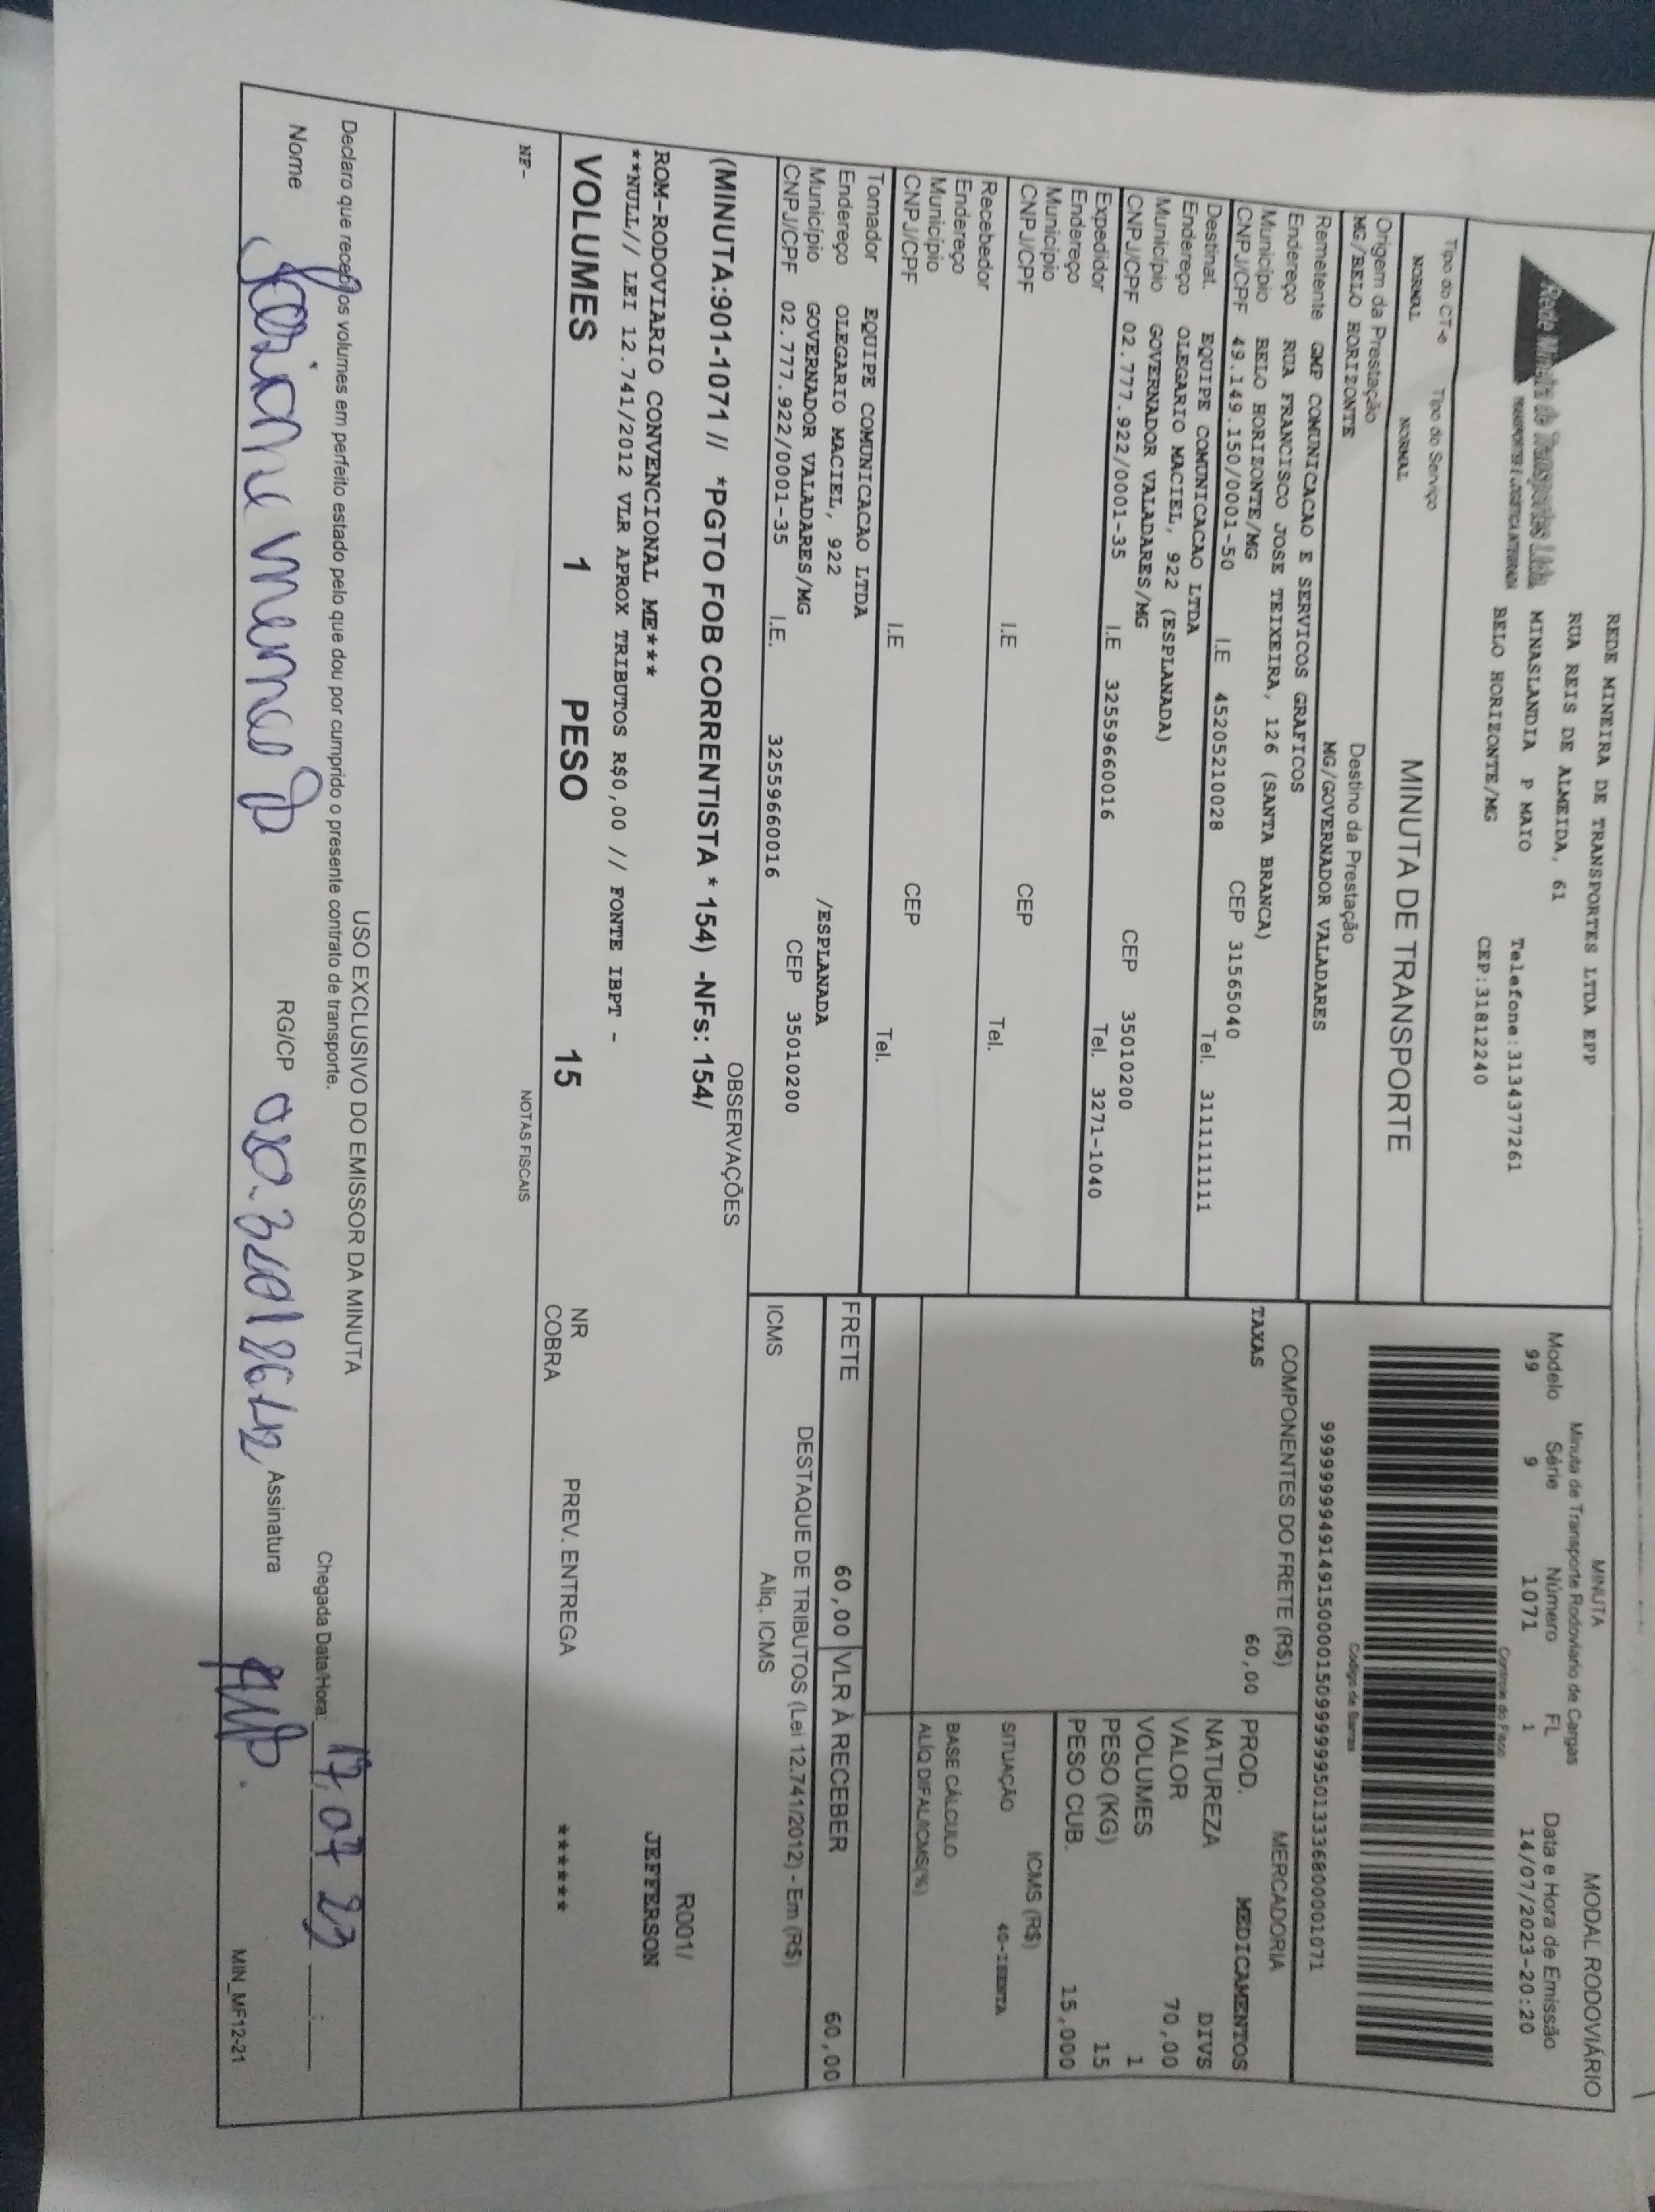 Rede Mineira de Transportes Ltda
TRANSPORTES E LOGÍSTICA INTEGRADA
REDE MINEIRA DE TRANSPORTES LTDA EPP
RUA REIS DE ALMEIDA, 61
MINASLANDIA P MAIO Telefone:3134377261
BELO HORIZONTE/MG CEP:31812240
MINUTA MODAL RODOVIÁRIO
Minuta de Transporte Rodoviario de Cargas
Modelo Série Número FL Data e Hora de Emissão
99 9 1071 1 14/07/2023-20:20
Controle do Fisco
Tipo do CT-e Tipo do Serviço
NORMAL NORMAL
MINUTA DE TRANSPORTE
Código de Barras
Origem da Prestação Destino da Prestação
MG/BELO HORIZONTE MG/GOVERNADOR VALADARES
Remetente GMP COMUNICACAO E SERVICOS GRAFICOS
Endereço RUA FRANCISCO JOSE TEIXEIRA, 126 (SANTA BRANCA)
Município BELO HORIZONTE/MG CEP 31565040
CNPJ/CPF 49.149.150/0001-50 I.E 45205210028 Tel. 3111111111
Destinat. EQUIPE COMUNICACAO LTDA
Endereço OLEGARIO MACIEL, 922 (ESPLANADA)
Município GOVERNADOR VALADARES/MG CEP 35010200
CNPJ/CPF 02.777.922/0001-35 I.E 32559660016 Tel. 3271-1040
Expedidor
Endereço
Município CEP
CNPJ/CPF I.E Tel.
Recebedor
Endereço
Município CEP
CNPJ/CPF I.E Tel.
Tomador EQUIPE COMUNICACAO LTDA
Endereço OLEGARIO MACIEL, 922 /ESPLANADA
Município GOVERNADOR VALADARES/MG CEP 35010200
CNPJ/CPF 02.777.922/0001-35 I.E. 32559660016
COMPONENTES DO FRETE (R$)
TAXAS 60,00
MERCADORIA
PROD. MEDICAMENTOS
NATUREZA DIVS
VALOR 70,00
VOLUMES 1
PESO (KG) 15
PESO CUB. 15,000
ICMS (R$)
SITUAÇÃO 40-ISENTA
BASE CÁLCULO
ALÍQ DIFAL/ICMS(%)
FRETE 60,00 VLR À RECEBER 60,00
DESTAQUE DE TRIBUTOS (Lei 12.741/2012) - Em (R$)
ICMS Aliq. ICMS
OBSERVAÇÕES
(MINUTA:901-1071 // *PGTO FOB CORRENTISTA * 154) -NFs: 154/
R001/
ROM-RODOVIARIO CONVENCIONAL ME***
JEFFERSON
**NULL// LEI 12.741/2012 VLR APROX TRIBUTOS R$0,00 // FONTE IBPT -
VOLUMES 1 PESO 15
NR COBRA PREV. ENTREGA ******
NOTAS FISCAIS
NF-
USO EXCLUSIVO DO EMISSOR DA MINUTA
Declaro que recebi os volumes em perfeito estado pelo que dou por cumprido o presente contrato de transporte.
Chegada Data/Hora: 17 07 23
Nome RG/CP Assinatura
MIN_MF12-21